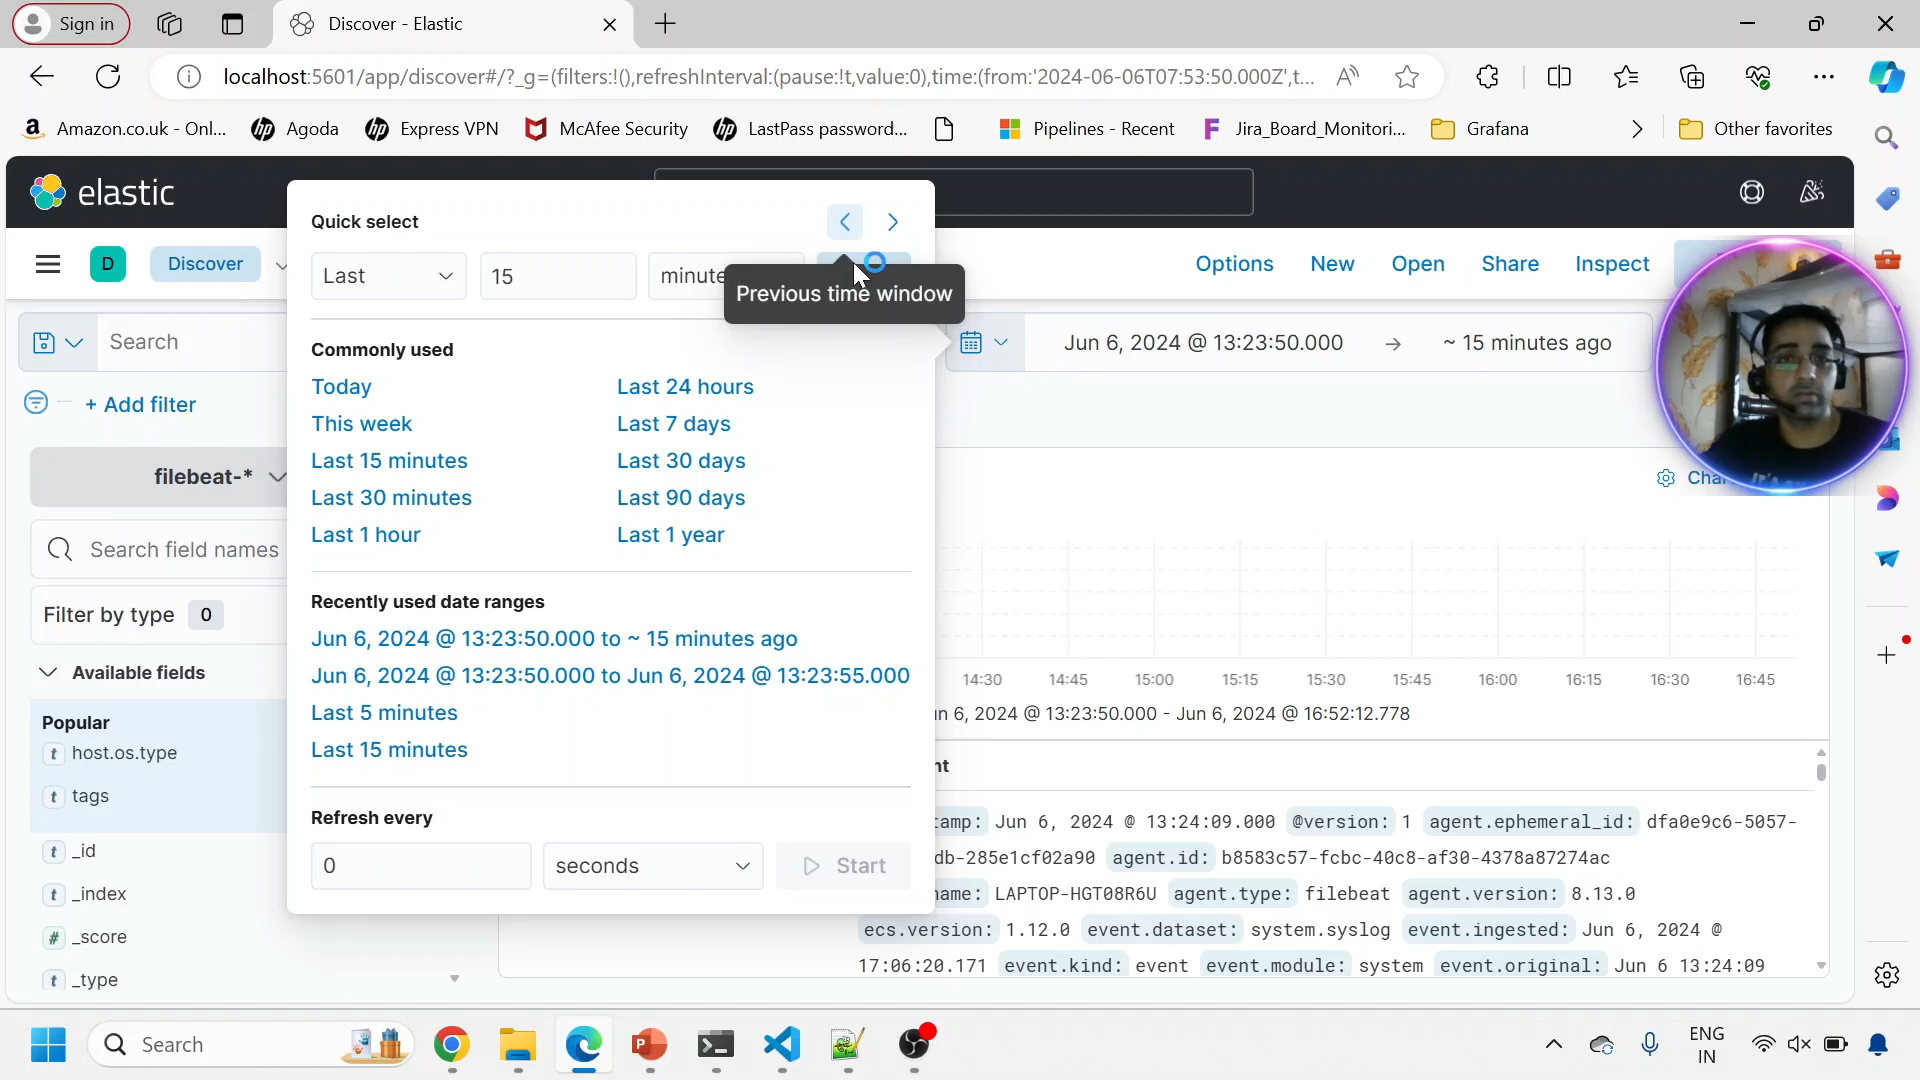 Sign in
Discover - Elastic
localhost:5601/app/discover#/?_g=(filters:!(),refreshInterval:(pause:!t,value:0),time:(from:'2024-06-06T07:53:50.000Z',t...
Amazon.co.uk - Onl...
Agoda
Express VPN
McAfee Security
LastPass password...
Pipelines - Recent
Jira_Board_Monitori...
Grafana
Other favorites
elastic
D
Discover
Options
New
Open
Share
Inspect
Quick select
Last
15
minute
Previous time window
Search
Jun 6, 2024 @ 13:23:50.000
→
~ 15 minutes ago
+ Add filter
Commonly used
Today
Last 24 hours
This week
Last 7 days
Last 15 minutes
Last 30 days
Last 30 minutes
Last 90 days
Last 1 hour
Last 1 year
filebeat-*
Search field names
Filter by type 0
Available fields
Popular
t host.os.type
t tags
t _id
t _index
# _score
t _type
Recently used date ranges
Jun 6, 2024 @ 13:23:50.000 to ~ 15 minutes ago
Jun 6, 2024 @ 13:23:50.000 to Jun 6, 2024 @ 13:23:55.000
Last 5 minutes
Last 15 minutes
Refresh every
0
seconds
Start
14:30 14:45 15:00 15:15 15:30 15:45 16:00 16:15 16:30 16:45
un 6, 2024 @ 13:23:50.000 - Jun 6, 2024 @ 16:52:12.778
nt
tamp: Jun 6, 2024 @ 13:24:09.000 @version: 1 agent.ephemeral_id: dfa0e9c6-5057-
db-285e1cf02a90 agent.id: b8583c57-fcbc-40c8-af30-4378a87274ac
name: LAPTOP-HGT08R6U agent.type: filebeat agent.version: 8.13.0
ecs.version: 1.12.0 event.dataset: system.syslog event.ingested: Jun 6, 2024 @
17:06:20.171 event.kind: event event.module: system event.original: Jun 6 13:24:09
Search
ENG
IN